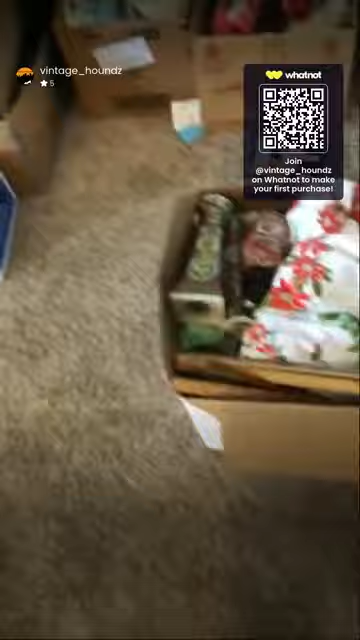 vintage_houndz
★5
whatnot
Join
@vintage_houndz
on Whatnot to make
your first purchase!